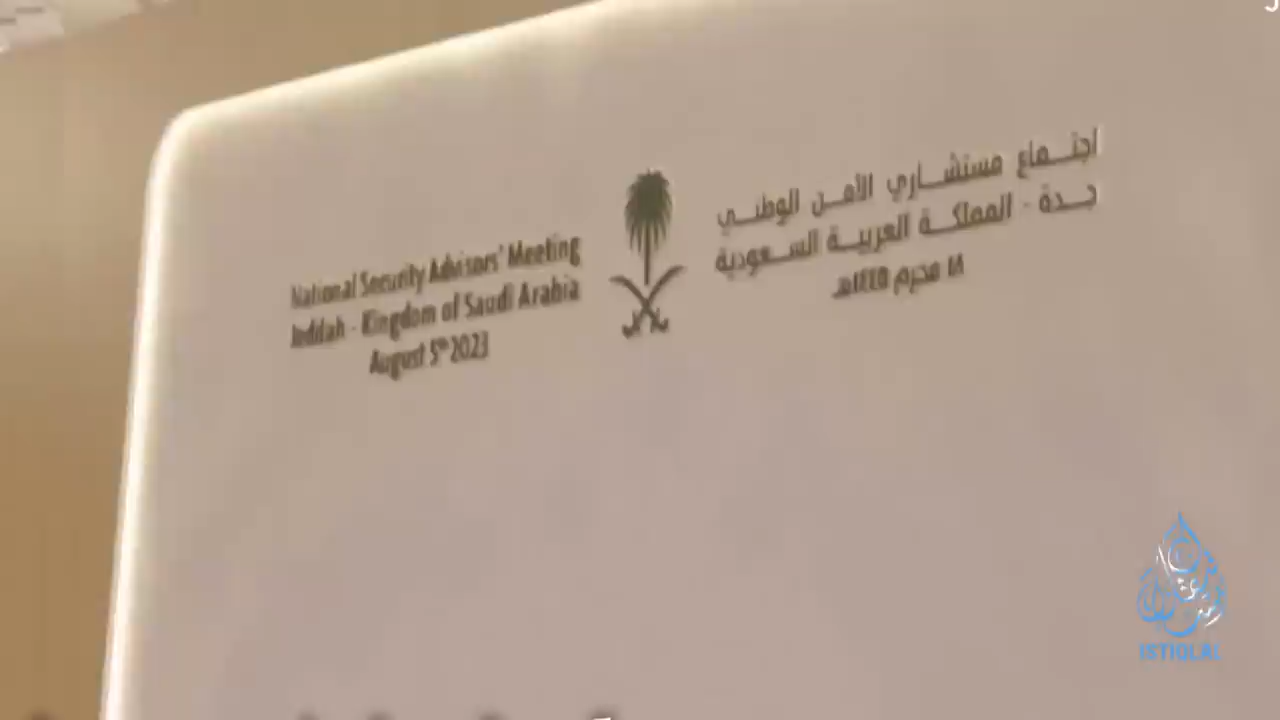 National Security Advisors' Meeting
Jeddah - Kingdom of Saudi Arabia
August 5th 2023
اجتماع مستشاري الأمن الوطني
جدة - المملكة العربية السعودية
١٨ محرم ١٤٤٥هـ
ISTIQLAL